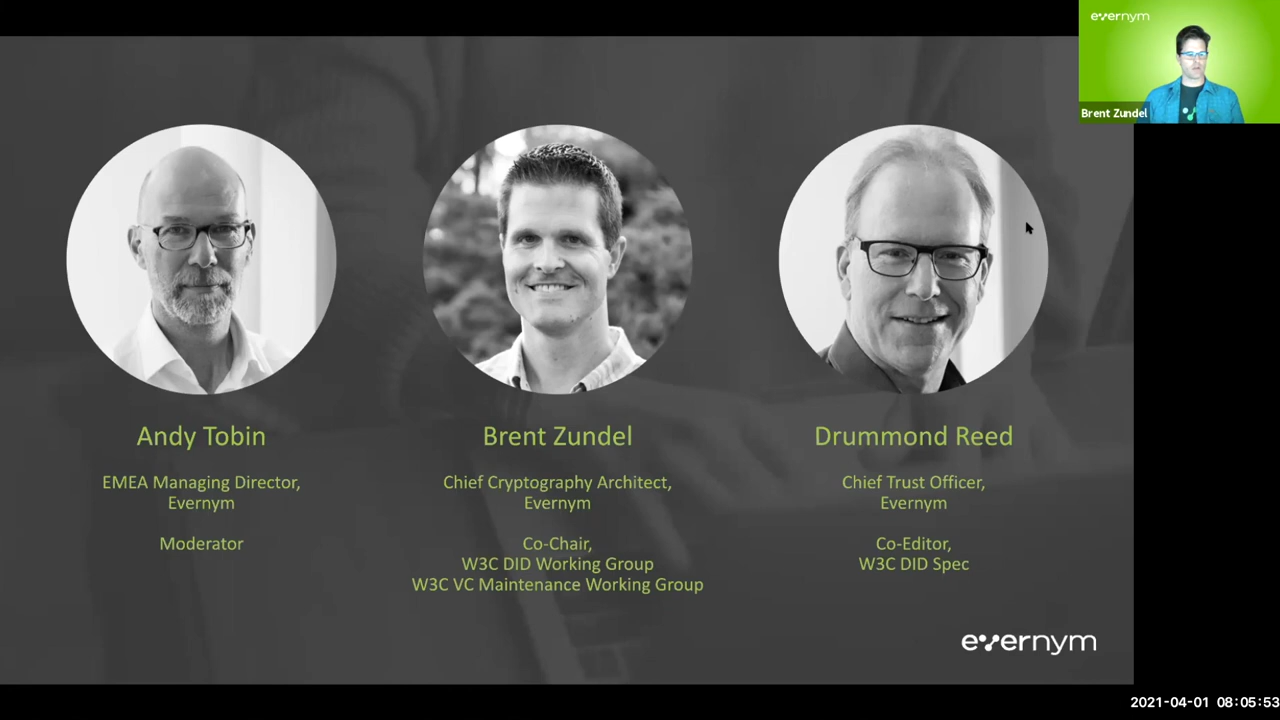 evernym
Brent Zundel
Andy Tobin
EMEA Managing Director,
Evernym
Moderator
Brent Zundel
Chief Cryptography Architect,
Evernym
Co-Chair,
W3C DID Working Group
W3C VC Maintenance Working Group
Drummond Reed
Chief Trust Officer,
Evernym
Co-Editor,
W3C DID Spec
evernym
2021-04-01 08:05:53